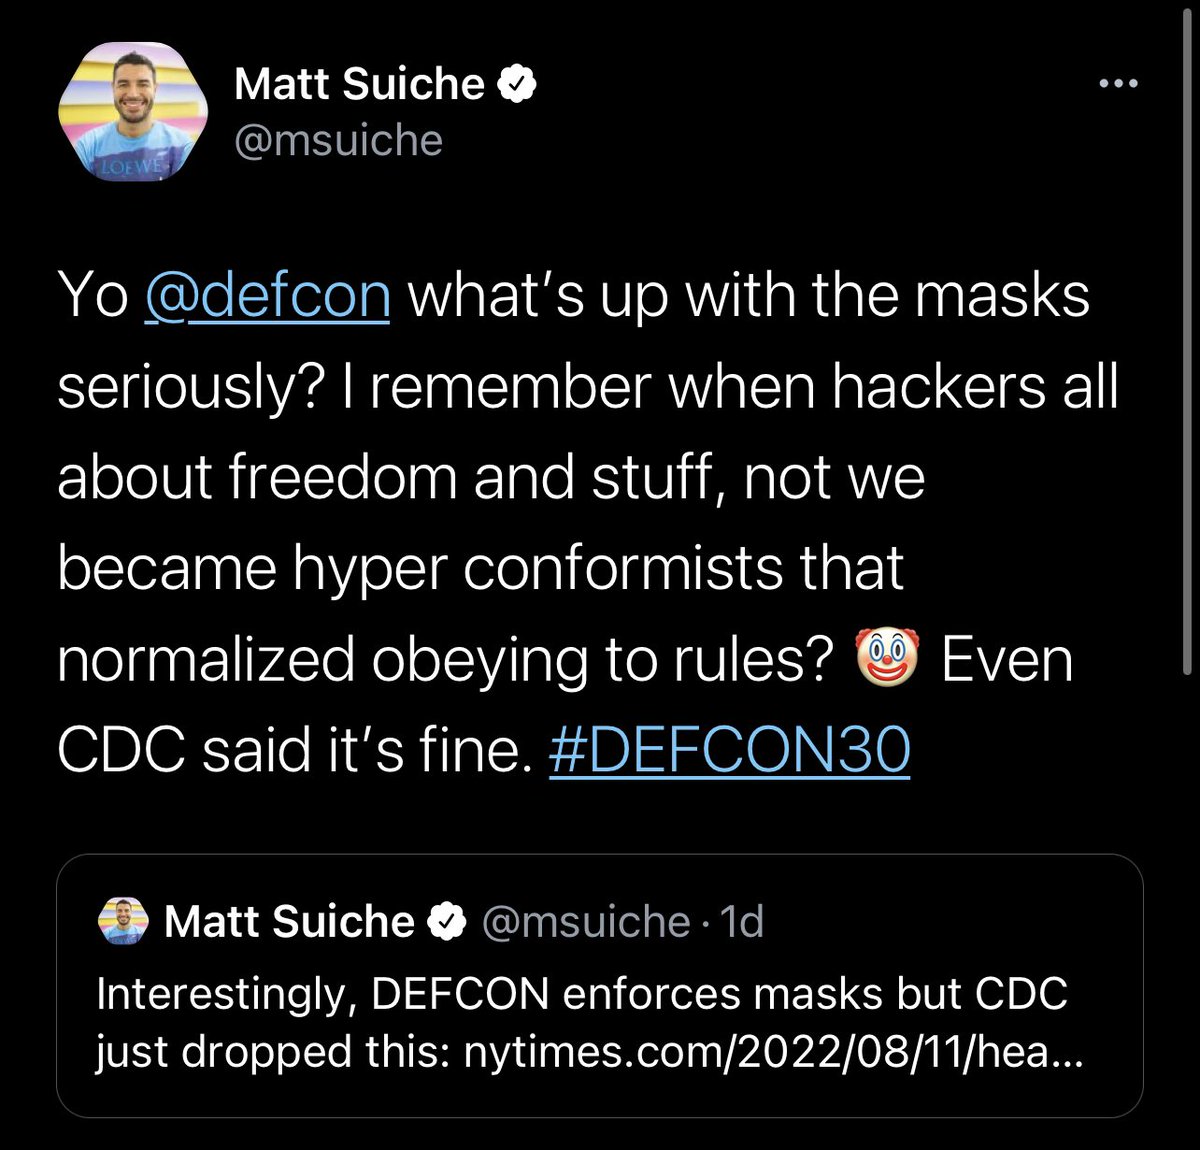 Matt Suiche
@msuiche
LOEWE
Yo @defcon what’s up with the masks
seriously? I remember when hackers all
about freedom and stuff, not we
became hyper conformists that
normalized obeying to rules? 🤡 Even
CDC said it’s fine. #DEFCON30
Matt Suiche @msuiche · 1d
Interestingly, DEFCON enforces masks but CDC
just dropped this: nytimes.com/2022/08/11/hea...